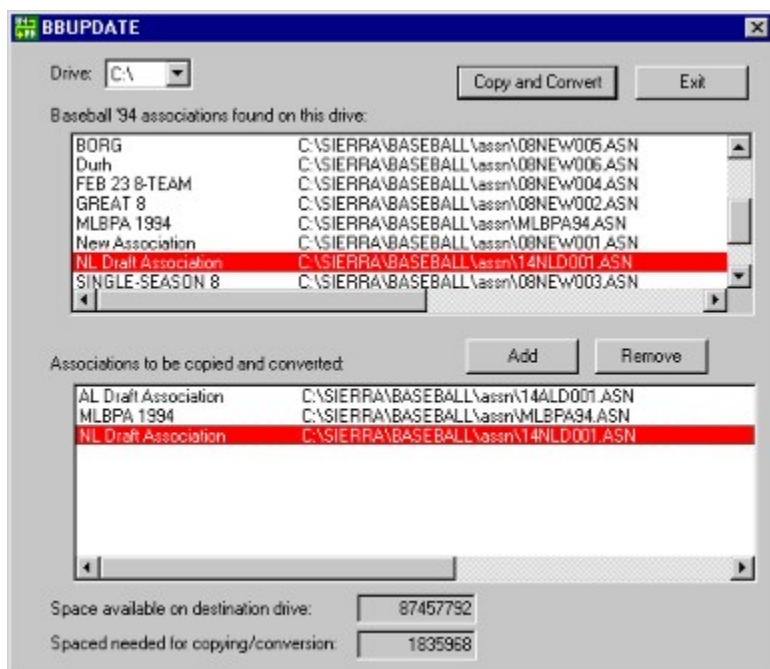 BBUPDATE
Drive: C:\
Copy and Convert
Exit
Baseball '94 associations found on this drive:
BORG C:\SIERRA\BASEBALL\assn\08NEW005.ASN
Durh C:\SIERRA\BASEBALL\assn\08NEW006.ASN
FEB 23 8-TEAM C:\SIERRA\BASEBALL\assn\08NEW004.ASN
GREAT 8 C:\SIERRA\BASEBALL\assn\08NEW002.ASN
MLBPA 1994 C:\SIERRA\BASEBALL\assn\MLBPA94.ASN
New Association C:\SIERRA\BASEBALL\assn\08NEW001.ASN
NL Draft Association C:\SIERRA\BASEBALL\assn\14NLD001.ASN
SINGLE-SEASON 8 C:\SIERRA\BASEBALL\assn\08NEW003.ASN
Associations to be copied and converted:
Add
Remove
AL Draft Association C:\SIERRA\BASEBALL\assn\14ALD001.ASN
MLBPA 1994 C:\SIERRA\BASEBALL\assn\MLBPA94.ASN
NL Draft Association C:\SIERRA\BASEBALL\assn\14NLD001.ASN
Space available on destination drive: 87457792
Spaced needed for copying/conversion: 1835968